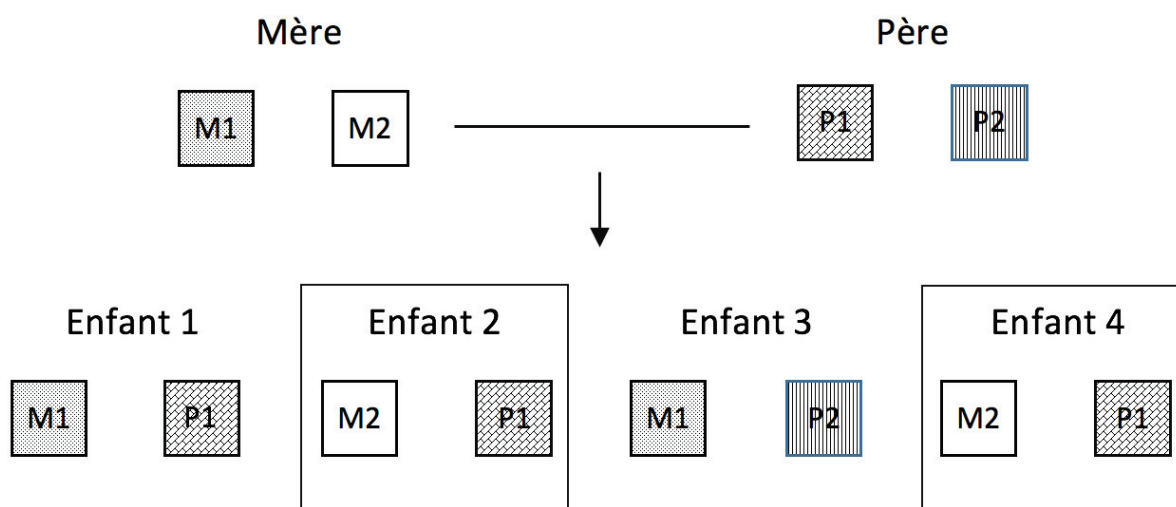 Mère Père
M1 M2 P1 P2
Enfant 1 Enfant 2 Enfant 3 Enfant 4
M1 P1 M2 P1 M1 P2 M2 P1